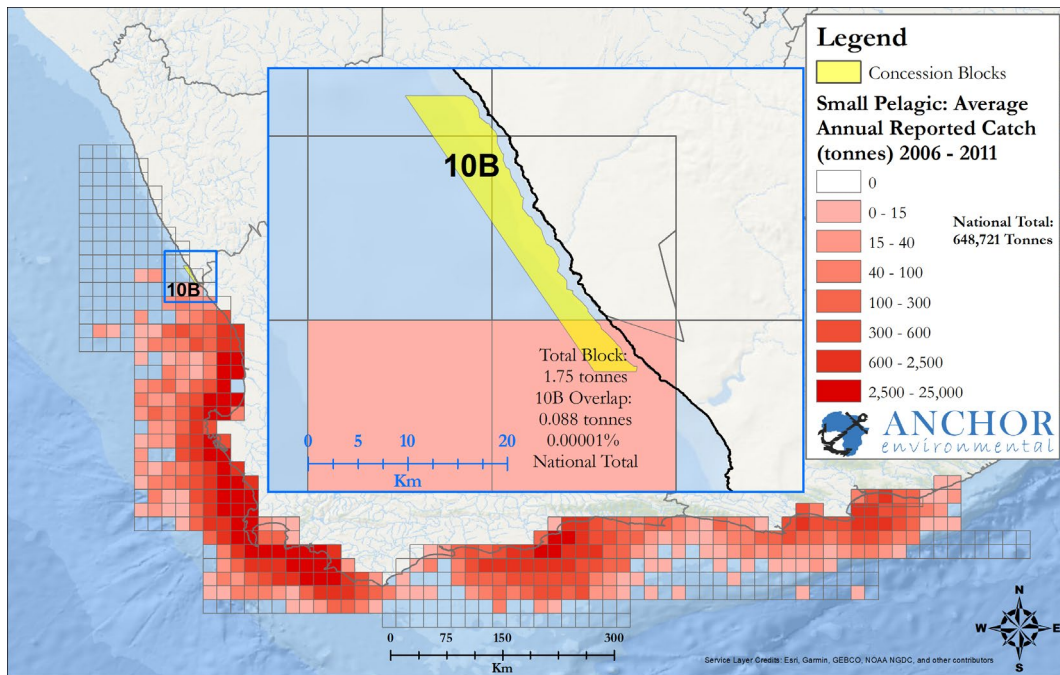 Legend
Concession Blocks
Small Pelagic: Average
Annual Reported Catch
(tonnes) 2006 - 2011
0
0 - 15
15 - 40
40 - 100
100 - 300
300 - 600
600 - 2,500
2,500 - 25,000
National Total:
648,721 Tonnes
ANCHOR
environmental
10B
10B
Total Block:
1.75 tonnes
10B Overlap:
0.088 tonnes
0.00001%
National Total
0 5 10 20
Km
0 75 150 300
Km
N
W E
S
Service Layer Credits: Esri, Garmin, GEBCO, NOAA NGDC, and other contributors